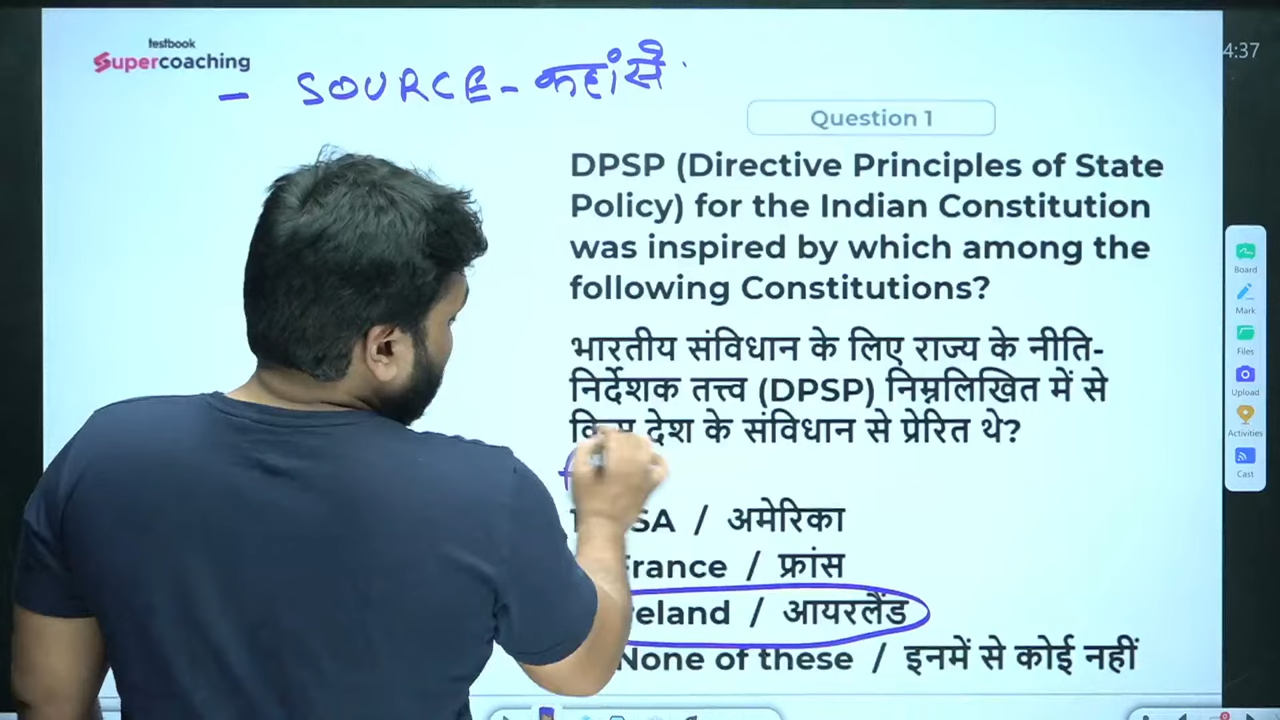 testbook
Supercoaching
- SOURCE - कहां से
4:37
Question 1
DPSP (Directive Principles of State
Policy) for the Indian Constitution
was inspired by which among the
following Constitutions?
भारतीय संविधान के लिए राज्य के नीति-
निर्देशक तत्त्व (DPSP) निम्नलिखित में से
देश के संविधान से प्रेरित थे?
/ अमेरिका
France / फ्रांस
/ आयरलैंड
None of these / इनमें से कोई नहीं
Board
Mark
Files
Upload
Activities
Cast